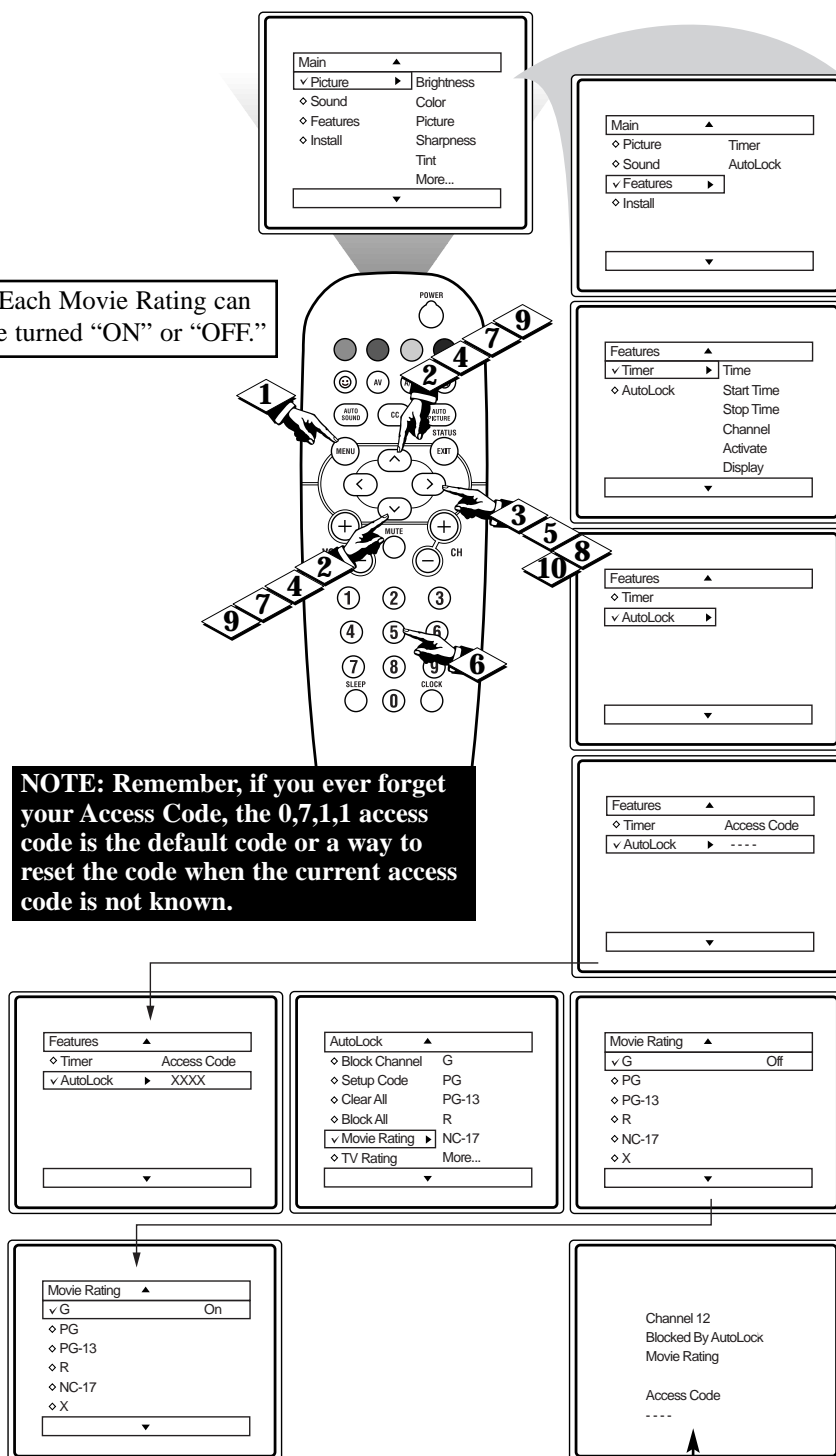 Main ▲
✓ Picture ▶ Brightness
◇ Sound Color
◇ Features Picture
◇ Install Sharpness
Tint
More...
▼
Main ▲
◇ Picture Timer
◇ Sound AutoLock
✓ Features ▶
◇ Install
▼
Each Movie Rating can
turned “ON” or “OFF.”
Features ▲
✓ Timer ▶ Time
◇ AutoLock Start Time
Stop Time
Channel
Activate
Display
▼
POWER
AV
AUTO SOUND
CC
AUTO PICTURE
STATUS
MENU
EXIT
MUTE
CH
1 2 3
4 5 6
7 8 9
SLEEP 0 CLOCK
1
2 4 7 9
3 5 8 10
9 7 4 2
6
Features ▲
◇ Timer
✓ AutoLock ▶
▼
NOTE: Remember, if you ever forget
your Access Code, the 0,7,1,1 access
code is the default code or a way to
reset the code when the current access
code is not known.
Features ▲
◇ Timer Access Code
✓ AutoLock ▶ - - - -
▼
Features ▲
◇ Timer Access Code
✓ AutoLock ▶ XXXX
▼
AutoLock ▲
◇ Block Channel G
◇ Setup Code PG
◇ Clear All PG-13
◇ Block All R
✓ Movie Rating ▶ NC-17
◇ TV Rating More...
▼
Movie Rating ▲
✓ G Off
◇ PG
◇ PG-13
◇ R
◇ NC-17
◇ X
▼
Movie Rating ▲
✓ G On
◇ PG
◇ PG-13
◇ R
◇ NC-17
◇ X
▼
Channel 12
Blocked By AutoLock
Movie Rating
Access Code
- - - -